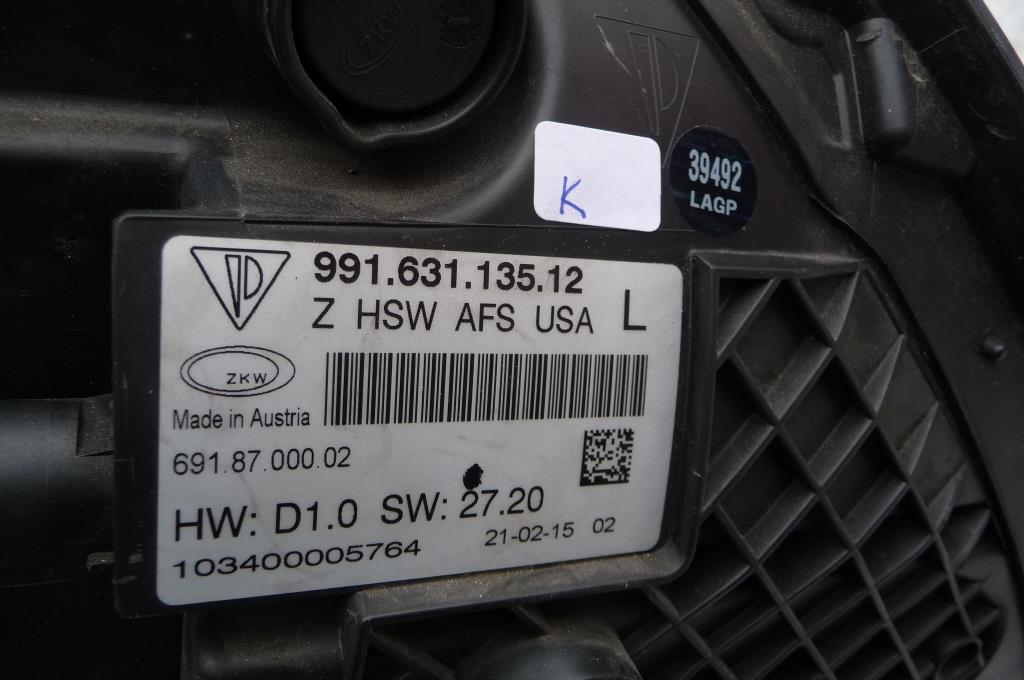 ZKW
K
39492
LAGP
991.631.135.12
Z HSW AFS USA L
ZKW
Made in Austria
691.87.000.02
HW: D1.0 SW: 27.20
103400005764 21-02-15 02